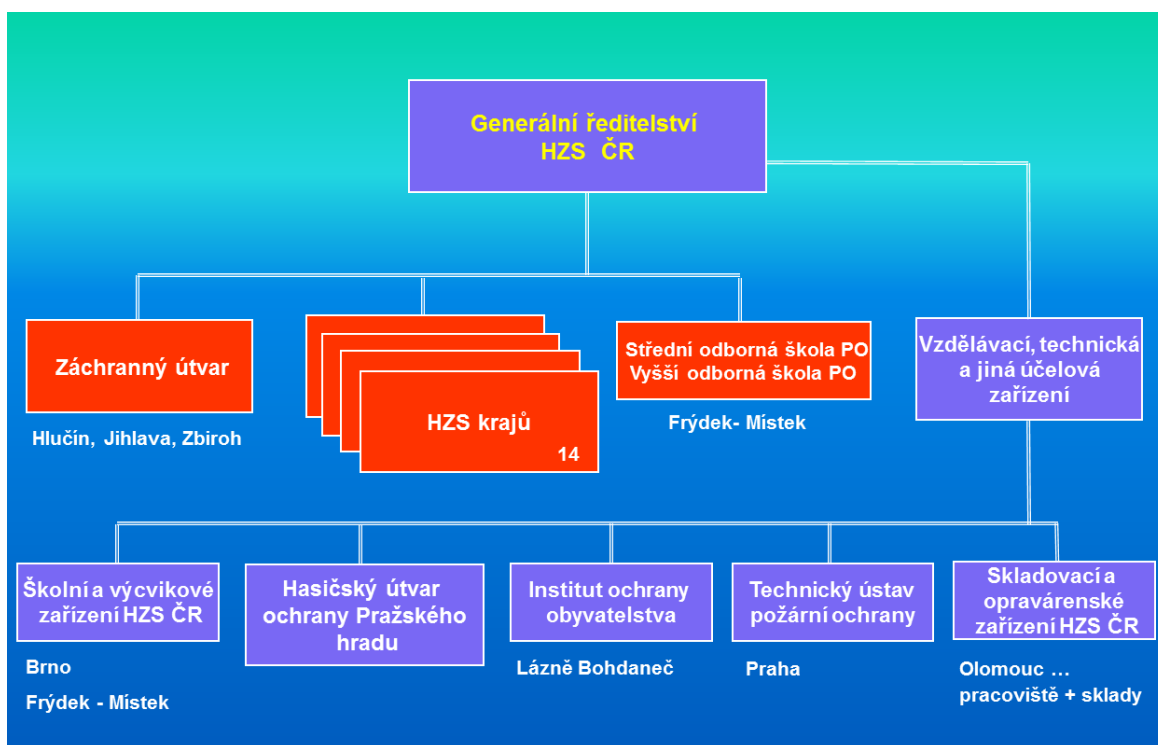 Generální ředitelství
HZS ČR
Záchranný útvar
Hlučín, Jihlava, Zbiroh
HZS krajů
14
Střední odborná škola PO
Vyšší odborná škola PO
Frýdek- Místek
Vzdělávací, technická
a jiná účelová
zařízení
Školní a výcvikové
zařízení HZS ČR
Brno
Frýdek - Místek
Hasičský útvar
ochrany Pražského
hradu
Institut ochrany
obyvatelstva
Lázně Bohdaneč
Technický ústav
požární ochrany
Praha
Skladovací a
opravárenské
zařízení HZS ČR
Olomouc ...
pracoviště + sklady